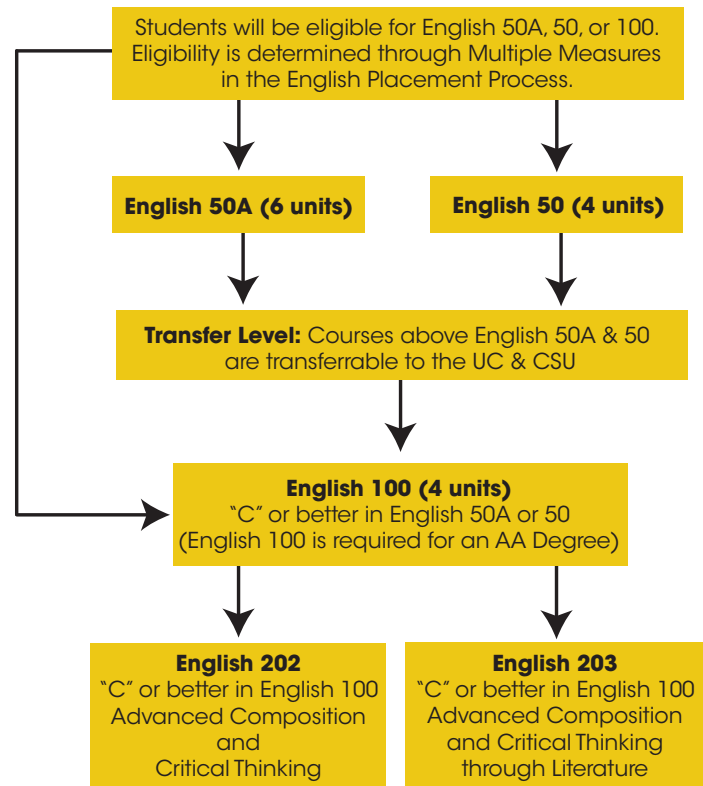 Students will be eligible for English 50A, 50, or 100.
Eligibility is determined through Multiple Measures
in the English Placement Process.
English 50A (6 units)
English 50 (4 units)
Transfer Level: Courses above English 50A & 50
are transferrable to the UC & CSU
English 100 (4 units)
“C” or better in English 50A or 50
(English 100 is required for an AA Degree)
English 202
“C” or better in English 100
Advanced Composition
and
Critical Thinking
English 203
“C” or better in English 100
Advanced Composition
and Critical Thinking
through Literature